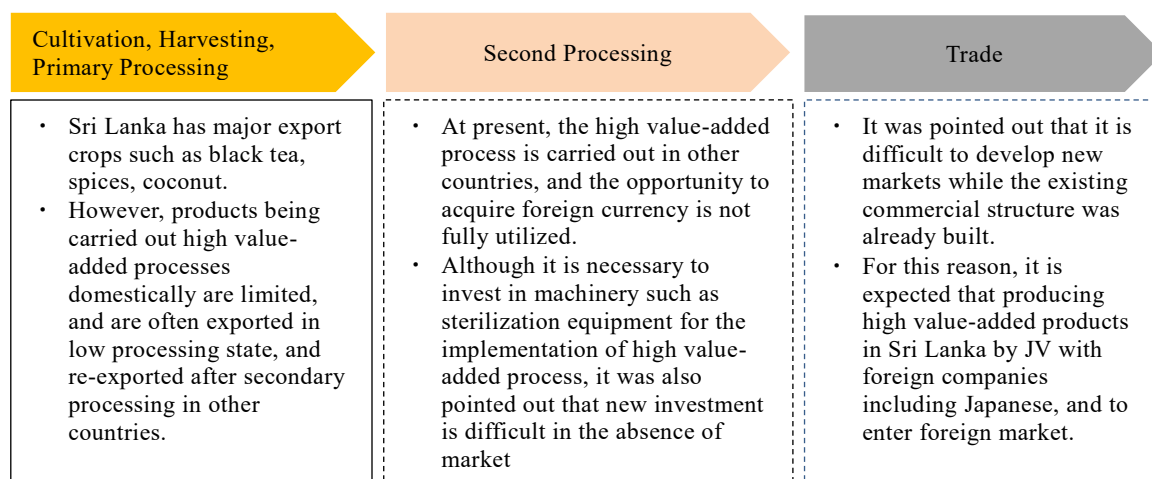 Cultivation, Harvesting,
Primary Processing
・ Sri Lanka has major export
crops such as black tea,
spices, coconut.
・ However, products being
carried out high value-
added processes
domestically are limited,
and are often exported in
low processing state, and
re-exported after secondary
processing in other
countries.
Second Processing
・ At present, the high value-added
process is carried out in other
countries, and the opportunity to
acquire foreign currency is not
fully utilized.
・ Although it is necessary to
invest in machinery such as
sterilization equipment for the
implementation of high value-
added process, it was also
pointed out that new investment
is difficult in the absence of
market
Trade
・ It was pointed out that it is
difficult to develop new
markets while the existing
commercial structure was
already built.
・ For this reason, it is
expected that producing
high value-added products
in Sri Lanka by JV with
foreign companies
including Japanese, and to
enter foreign market.